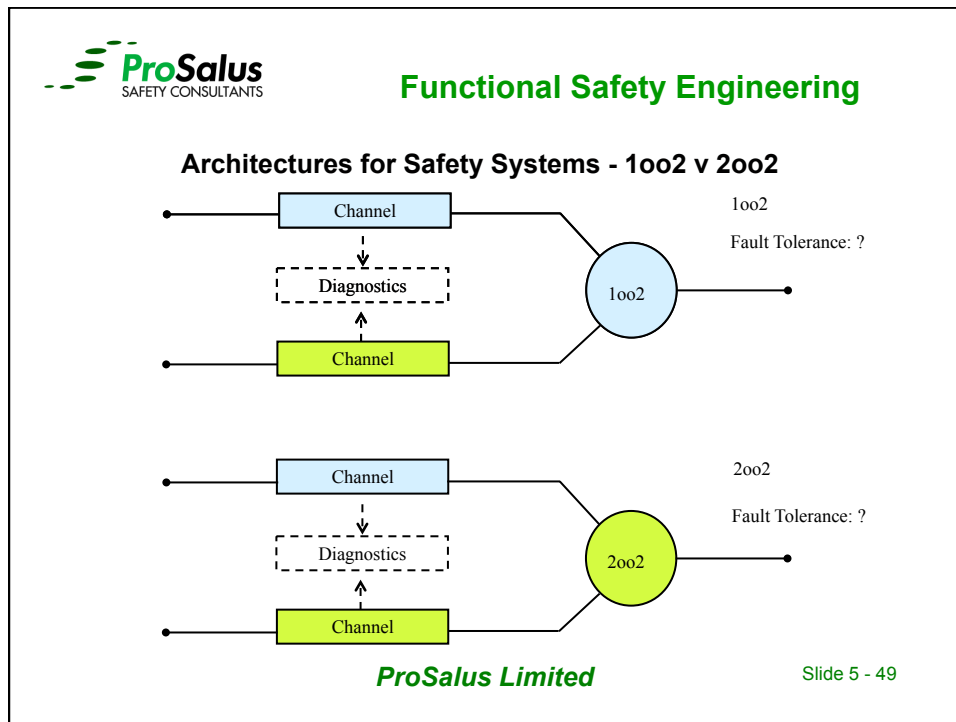 ProSalus
SAFETY CONSULTANTS
Functional Safety Engineering
Architectures for Safety Systems - 1oo2 v 2oo2
Channel
Diagnostics
Channel
1oo2
1oo2
Fault Tolerance: ?
Channel
Diagnostics
Channel
2oo2
2oo2
Fault Tolerance: ?
ProSalus Limited
Slide 5 - 49